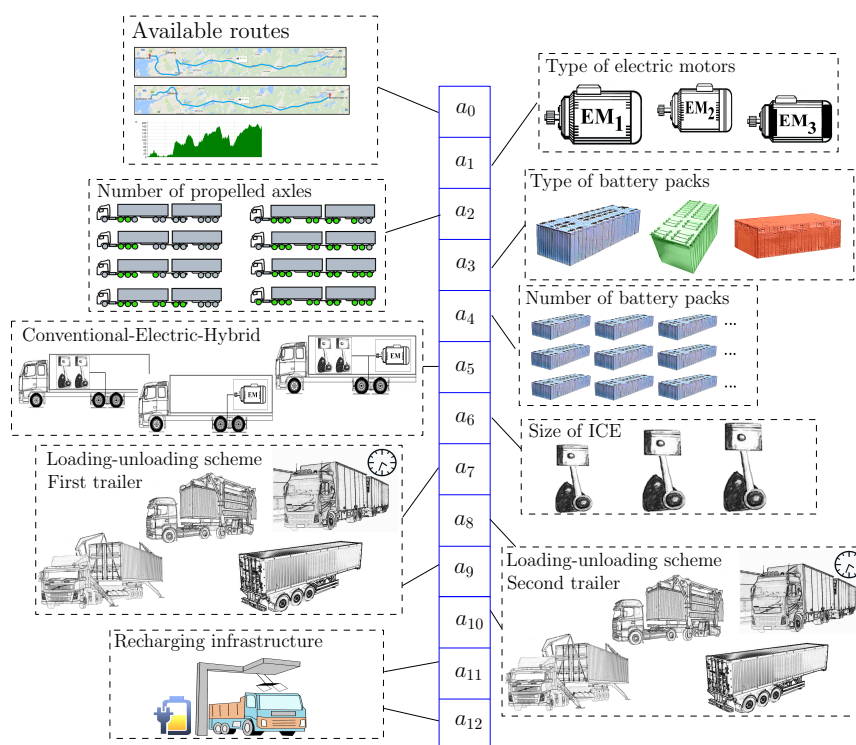 Available routes
Type of electric motors
EM1
EM2
EM3
Number of propelled axles
Type of battery packs
Number of battery packs
...
...
...
Conventional-Electric-Hybrid
EM
EM
Size of ICE
Loading-unloading scheme
First trailer
Loading-unloading scheme
Second trailer
Recharging infrastructure
a0
a1
a2
a3
a4
a5
a6
a7
a8
a9
a10
a11
a12